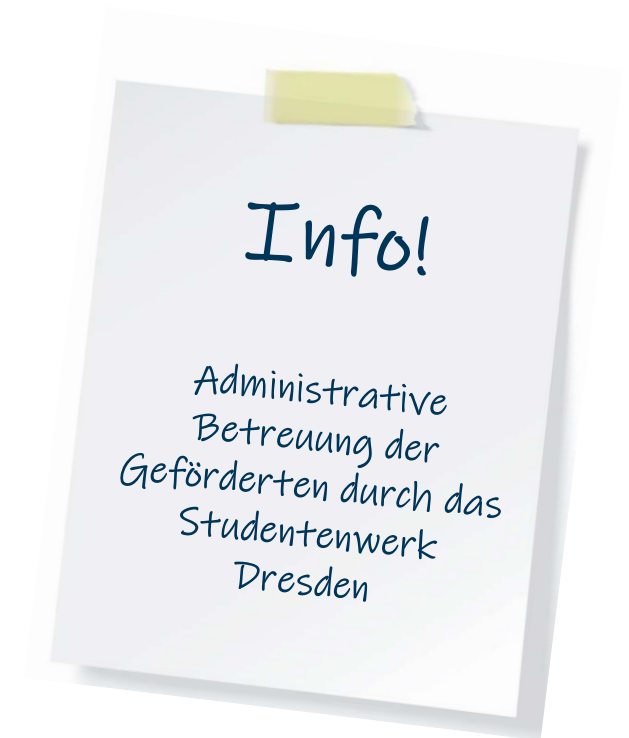 Info!
Administrative
Betreuung der
Geförderten durch das
Studentenwerk
Dresden